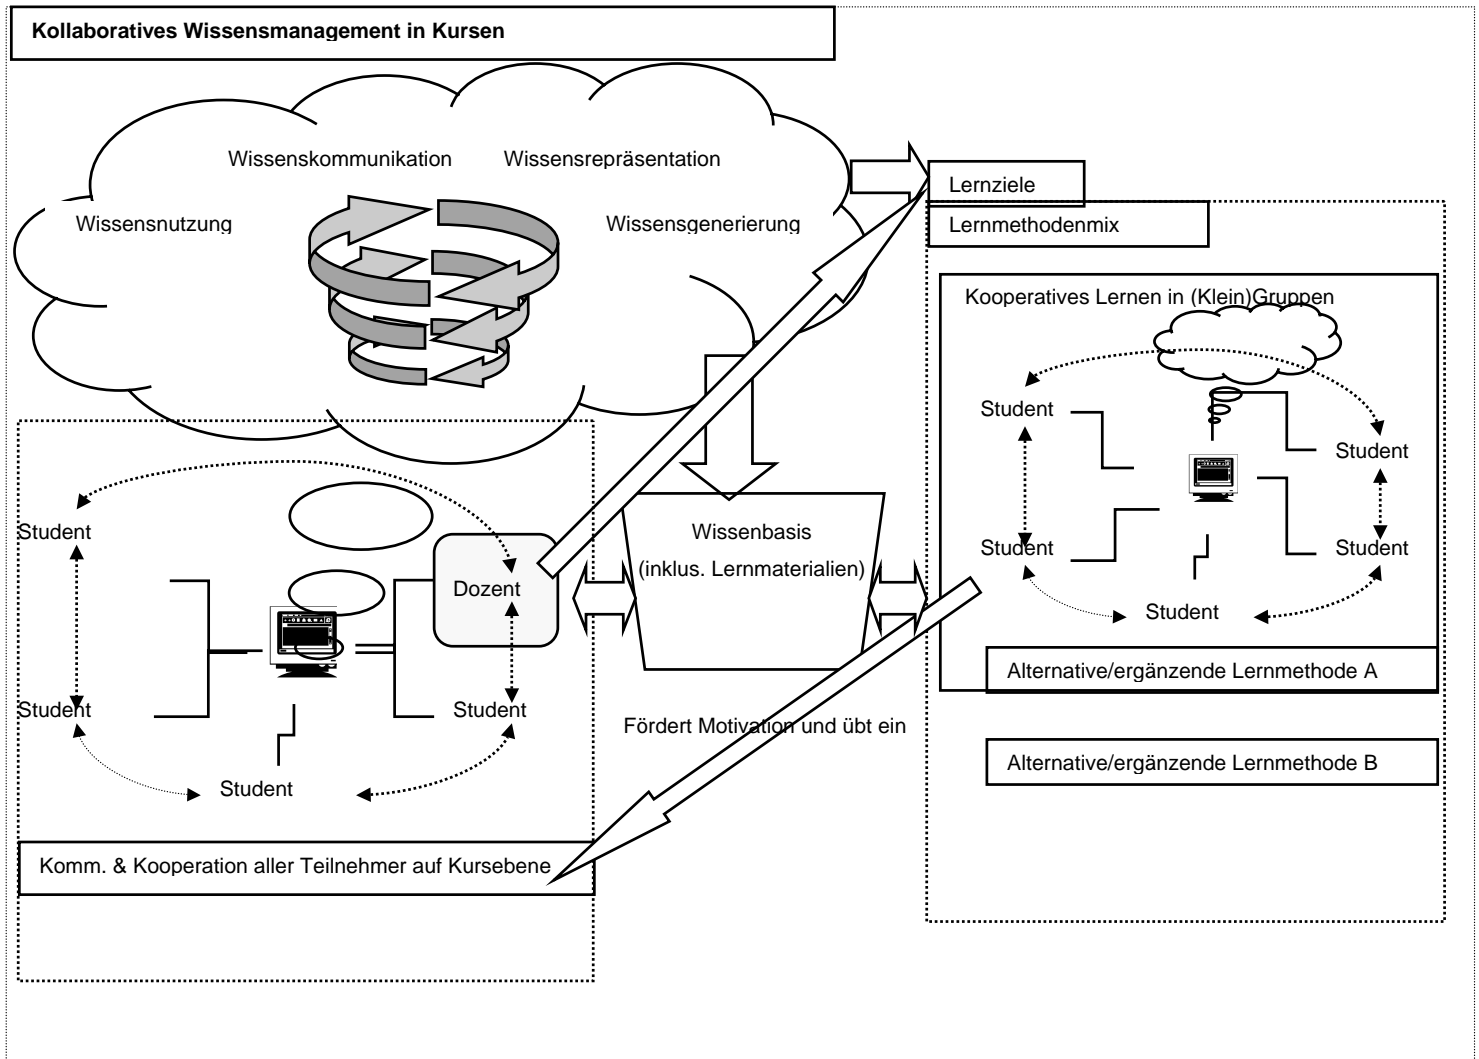 Kollaboratives Wissensmanagement in Kursen
Wissenskommunikation
Wissensrepräsentation
Wissensnutzung
Wissensgenerierung
Lernziele
Lernmethodenmix
Kooperatives Lernen in (Klein)Gruppen
Student
Student
Student
Student
Student
Alternative/ergänzende Lernmethode A
Alternative/ergänzende Lernmethode B
Wissenbasis
(inklus. Lernmaterialien)
Student
Dozent
Student
Student
Student
Fördert Motivation und übt ein
Komm. & Kooperation aller Teilnehmer auf Kursebene